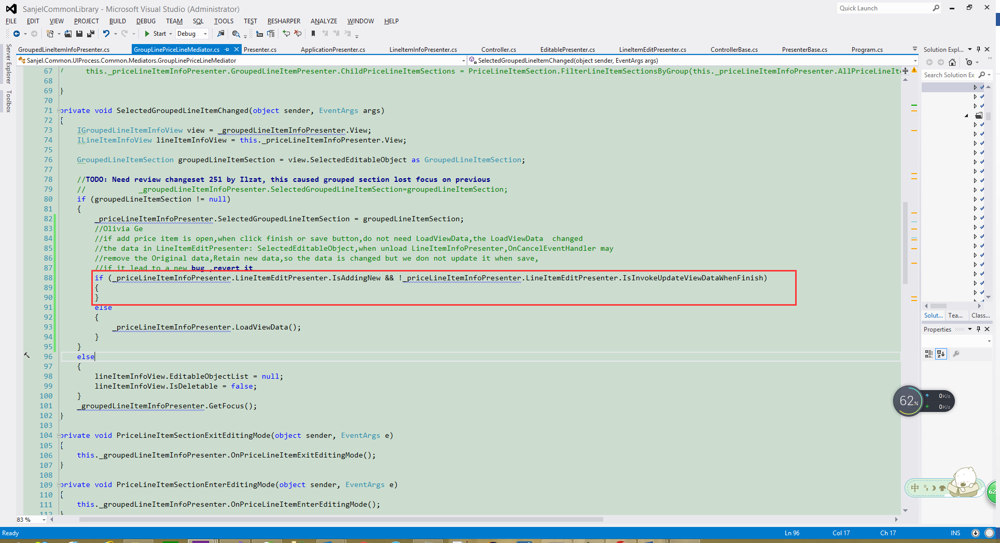 SanjelCommonLibrary - Microsoft Visual Studio (Administrator)
Quick Launch
FILE EDIT VIEW PROJECT BUILD DEBUG TEAM SQL TOOLS TEST RESHARPER ANALYZE WINDOW HELP
Start Debug
Server Explorer
Toolbox
GroupedLineItemInfoPresenter.cs GroupLinePriceLineMediator.cs Presenter.cs ApplicationPresenter.cs LineItemInfoPresenter.cs Controller.cs EditablePresenter.cs LineItemEditPresenter.cs ControllerBase.cs PresenterBase.cs Program.cs
Sanjel.Common.UIProcess.Common.Mediators.GroupLinePriceLineMediator
SelectedGroupedLineItemChanged(object sender, EventArgs args)
67 / this._priceLineItemInfoPresenter.GroupedLineItemPresenter.ChildPriceLineItemSections = PriceLineItemSection.FilterLineItemSectionsByGroup(this._priceLineItemInfoPresenter.AllPriceLineIt
68
69 }
70
71 private void SelectedGroupedLineItemChanged(object sender, EventArgs args)
72 {
73 IGroupedLineItemInfoView view = _groupedLineItemInfoPresenter.View;
74 ILineItemInfoView lineItemInfoView = this._priceLineItemInfoPresenter.View;
75
76 GroupedLineItemSection groupedLineItemSection = view.SelectedEditableObject as GroupedLineItemSection;
77
78 //TODO: Need review changeset 251 by Ilzat, this caused grouped section lost focus on previous
79 // _groupedLineItemInfoPresenter.SelectedGroupedLineItemSection=groupedLineItemSection;
80 if (groupedLineItemSection != null)
81 {
82 _priceLineItemInfoPresenter.SelectedGroupedLineItemSection = groupedLineItemSection;
83 //Olivia Ge
84 //if add price item is open,when click finish or save button,do not need LoadViewData,the LoadViewData  changed
85 //the data in LineItemEditPresenter: SelectedEditableObject,when unload LineItemInfoPresenter,OnCancelEventHandler may
86 //remove the Original data,Retain new data,so the data is changed but we don not update it when save,
87 //if it lead to a new bug ,revert it
88 if (_priceLineItemInfoPresenter.LineItemEditPresenter.IsAddingNew && !_priceLineItemInfoPresenter.LineItemEditPresenter.IsInvokeUpdateViewDataWhenFinish)
89 {
90 }
91 else
92 {
93 _priceLineItemInfoPresenter.LoadViewData();
94 }
95 }
96 else
97 {
98 lineItemInfoView.EditableObjectList = null;
99 lineItemInfoView.IsDeletable = false;
100 }
101 _groupedLineItemInfoPresenter.GetFocus();
102 }
103
104 private void PriceLineItemSectionExitEditingMode(object sender, EventArgs e)
105 {
106 this._groupedLineItemInfoPresenter.OnPriceLineItemExitEditingMode();
107 }
108
109 private void PriceLineItemSectionEnterEditingMode(object sender, EventArgs e)
110 {
111 this._groupedLineItemInfoPresenter.OnPriceLineItemEnterEditingMode();
112 }
83 %
Solution Expl...
Search Solution Ex
Solut... Tea... Class...
Properties
62% 0K/s
0K/s
中
62
Ready Ln 96 Col 17 Ch 17 INS